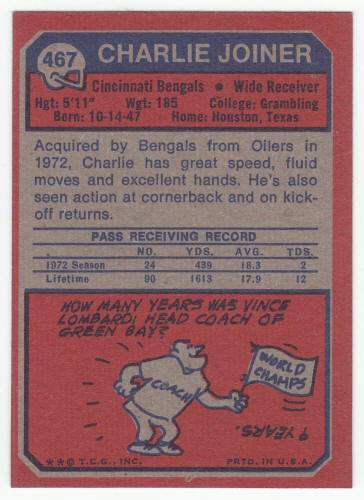 467
CHARLIE JOINER
Cincinnati Bengals ● Wide Receiver
Hgt: 5'11" Wgt: 185 College: Grambling
Born: 10-14-47 Home: Houston, Texas
Acquired by Bengals from Oilers in
1972, Charlie has great speed, fluid
moves and excellent hands. He's also
seen action at cornerback and on kick-
off returns.
PASS RECEIVING RECORD
NO. YDS. AVG. TDS.
1972 Season 24 439 18.3 2
Lifetime 90 1613 17.9 12
HOW MANY YEARS WAS VINCE
LOMBARDI HEAD COACH OF
GREEN BAY?
WORLD
CHAMPS
COACH
9 YEARS.
**© T.C.G., INC. PRTD. IN U.S.A.